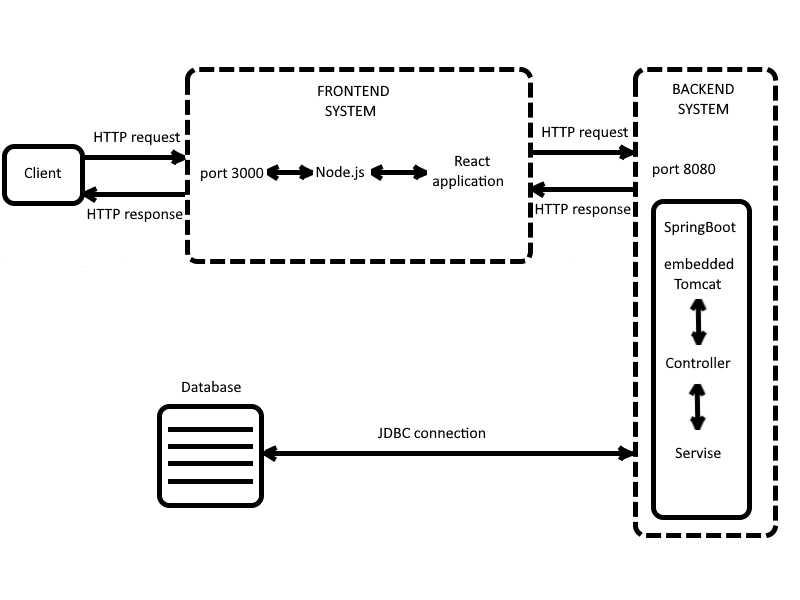 FRONTEND
SYSTEM
BACKEND
SYSTEM
HTTP request
HTTP request
Client
port 3000
Node.js
React
application
port 8080
HTTP response
HTTP response
SpringBoot
embedded
Tomcat
Controller
Database
JDBC connection
Servise